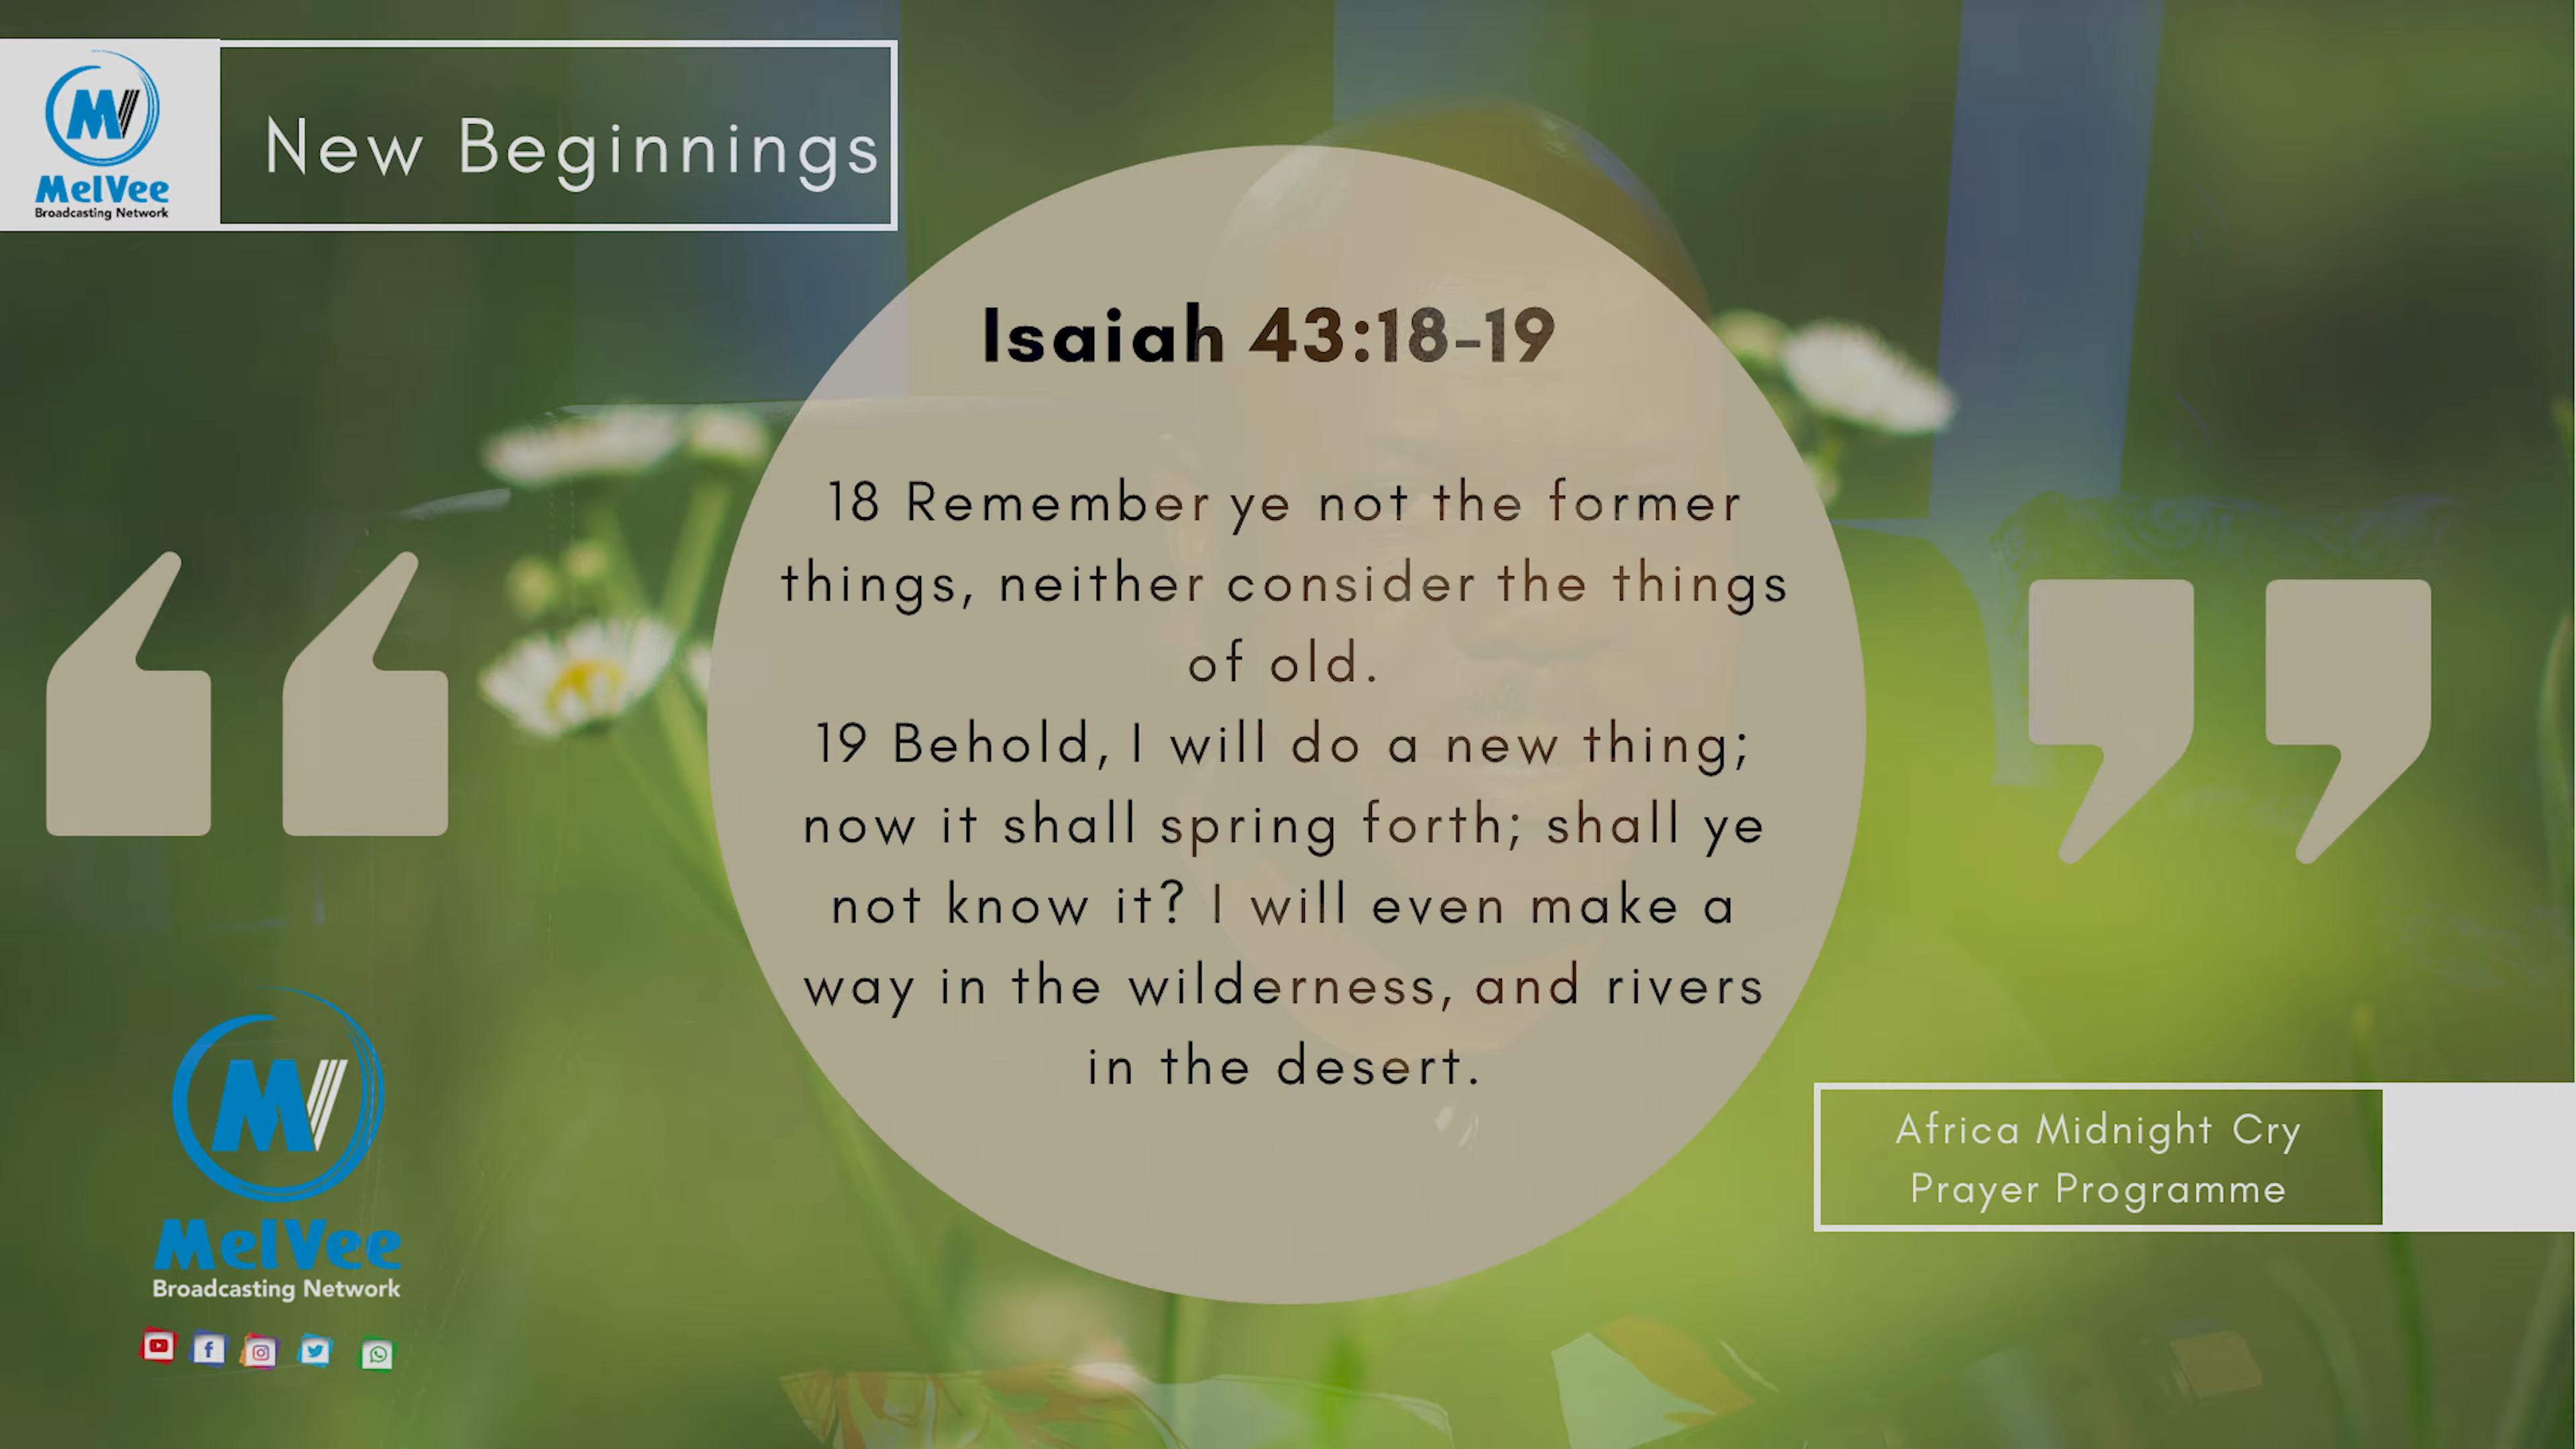 MV
MelVee
Broadcasting Network
New Beginnings
Isaiah 43:18-19
18 Remember ye not the former
things, neither consider the things
of old.
19 Behold, I will do a new thing;
now it shall spring forth; shall ye
not know it? I will even make a
way in the wilderness, and rivers
in the desert.
Africa Midnight Cry
Prayer Programme
MV
MelVee
Broadcasting Network